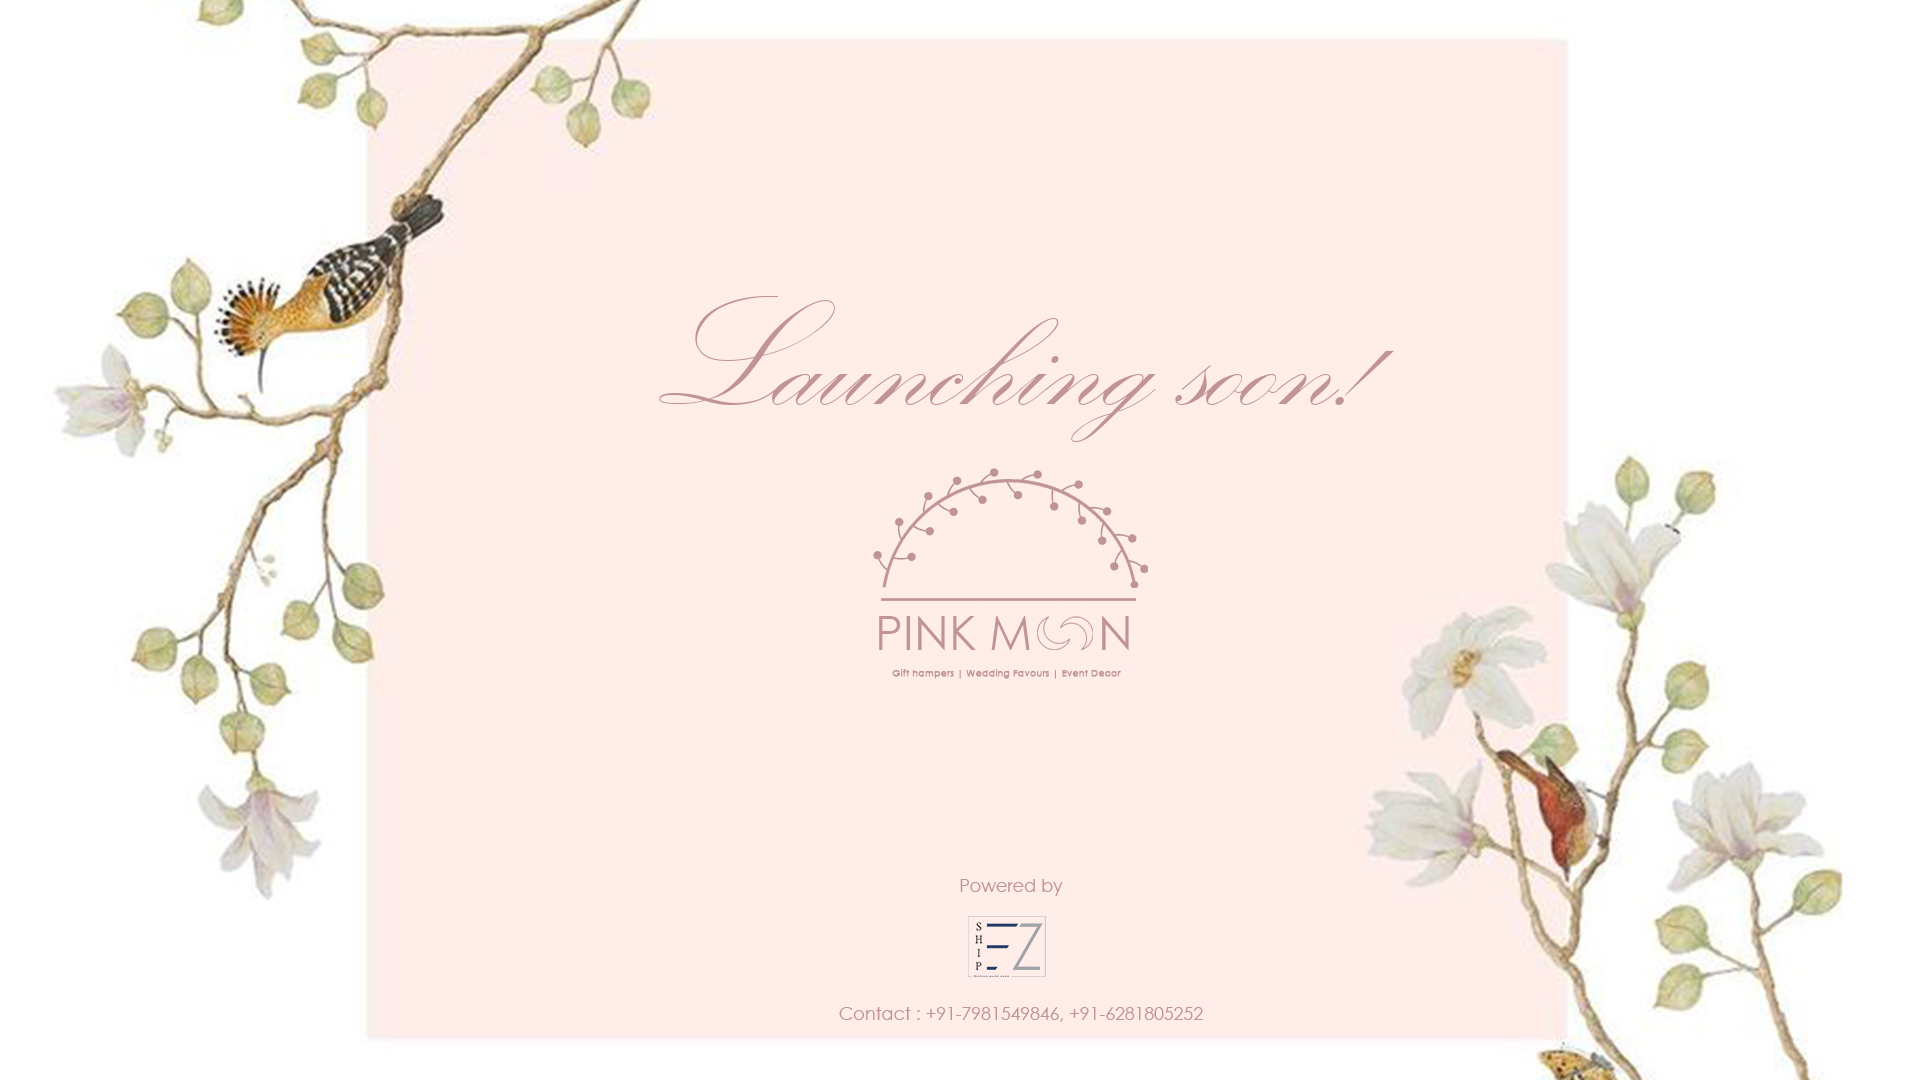 Launching soon!
PINK MOON
Gift hampers | Wedding Favours | Event Decor
Powered by
SHIP
EZ
Contact : +91-7981549846, +91-6281805252